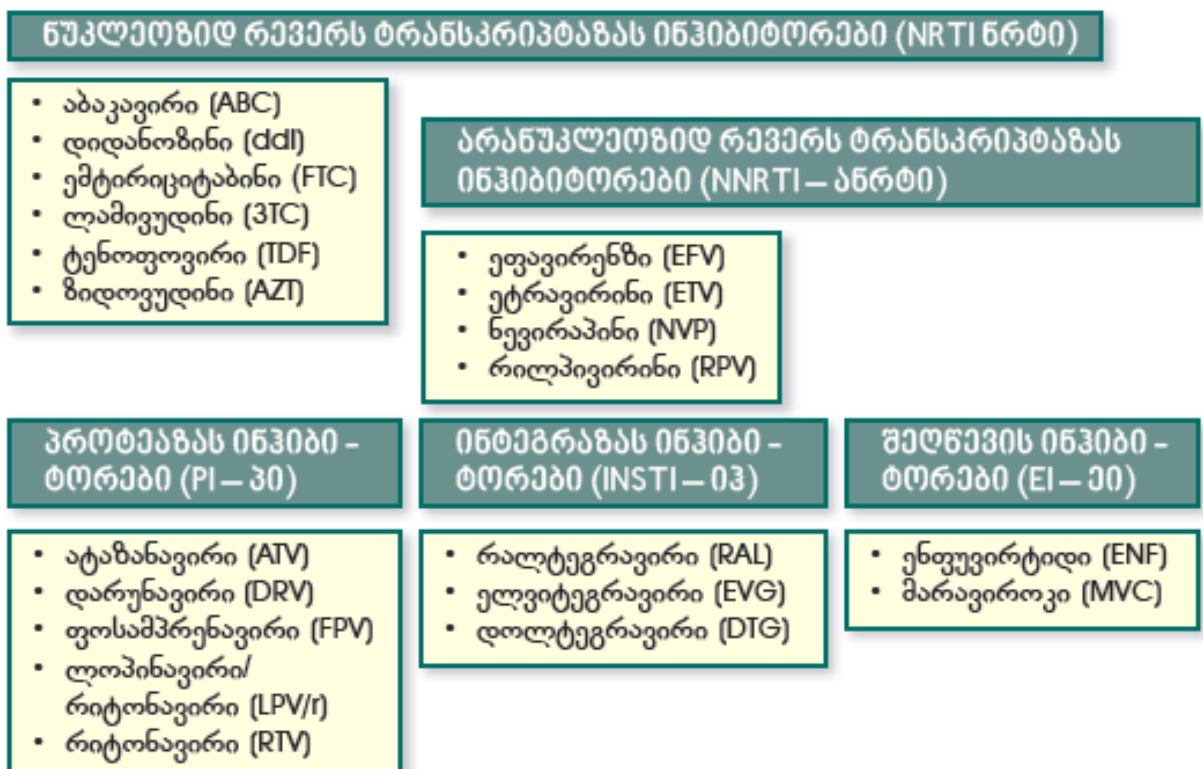 ნუკლეოზიდ რევერს ტრანსკრიპტაზას ინჰიბიტორები (NRTI ნრტი)
• აბაკავირი (ABC)
• დიდანოზინი (ddI)
• ემტირიციტაბინი (FTC)
• ლამივუდინი (3TC)
• ტენოფოვირი (TDF)
• ზიდოვუდინი (AZT)
არანუკლეოზიდ რევერს ტრანსკრიპტაზას
ინჰიბიტორები (NNRTI – ანრტი)
• ეფავირენზი (EFV)
• ეტრავირინი (ETV)
• ნევირაპინი (NVP)
• რილპივირინი (RPV)
პროტეაზას ინჰიბი –
ტორები (PI – პი)
• ატაზანავირი (ATV)
• დარუნავირი (DRV)
• ფოსამპრენავირი (FPV)
• ლოპინავირი/
რიტონავირი (LPV/r)
• რიტონავირი (RTV)
ინტეგრაზას ინჰიბი –
ტორები (INSTI – იჰ)
• რალტეგრავირი (RAL)
• ელვიტეგრავირი (EVG)
• დოლტეგრავირი (DTG)
შეღწევის ინჰიბი –
ტორები (EI – ეი)
• ენფუვირტიდი (ENF)
• მარავიროკი (MVC)